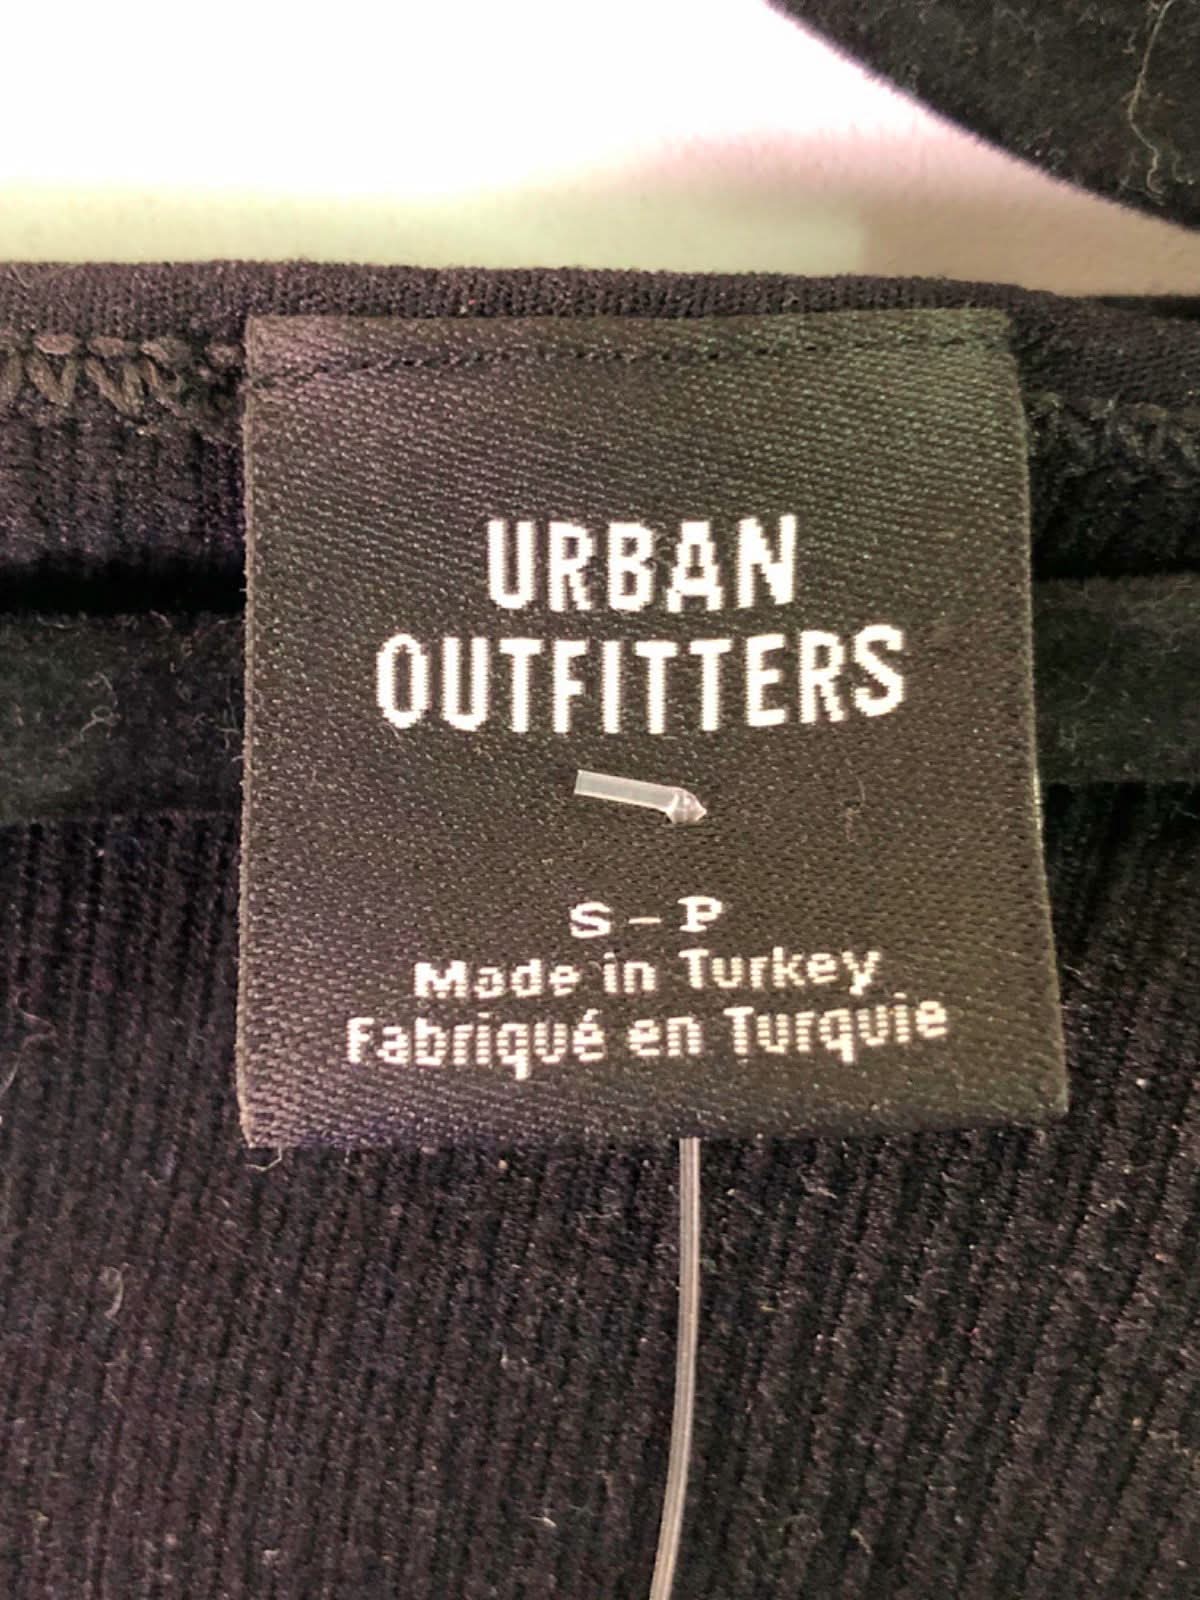 URBAN
OUTFITTERS
S - P
Made in Turkey
Fabriqué en Turquie